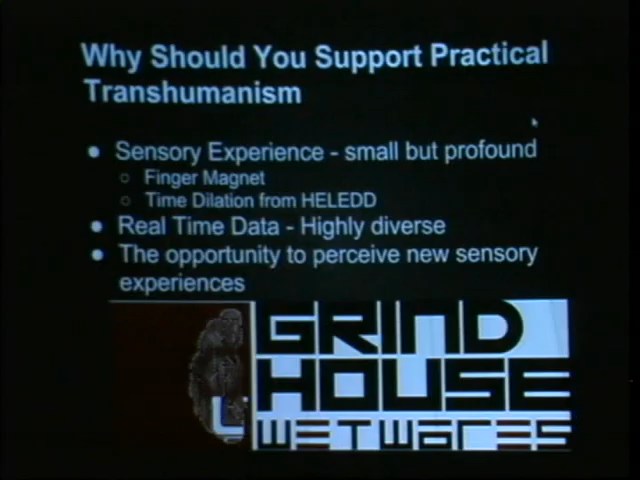 Why Should You Support Practical
Transhumanism
● Sensory Experience - small but profound
○ Finger Magnet
○ Time Dilation from HELEDD
● Real Time Data - Highly diverse
● The opportunity to perceive new sensory
experiences
GRIND
HOUSE
WETWARES